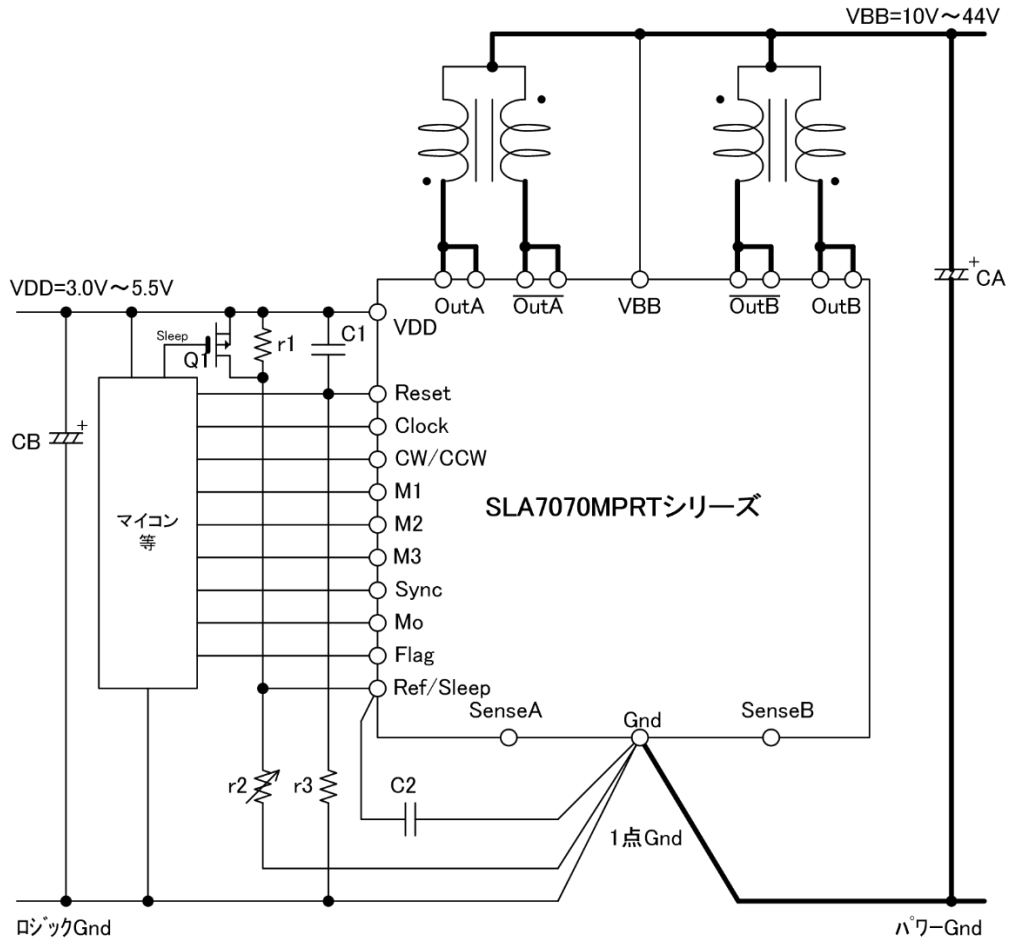 VBB=10V～44V
CA
+
OutA
OutA
VBB
OutB
OutB
VDD=3.0V～5.5V
Sleep
Q1
r1
C1
VDD
CB
+
マイコン
等
Reset
Clock
CW/CCW
M1
M2
M3
Sync
Mo
Flag
Ref/Sleep
SLA7070MPRTシリーズ
SenseA
Gnd
SenseB
r2
r3
C2
1点Gnd
ロジックGnd
パワーGnd